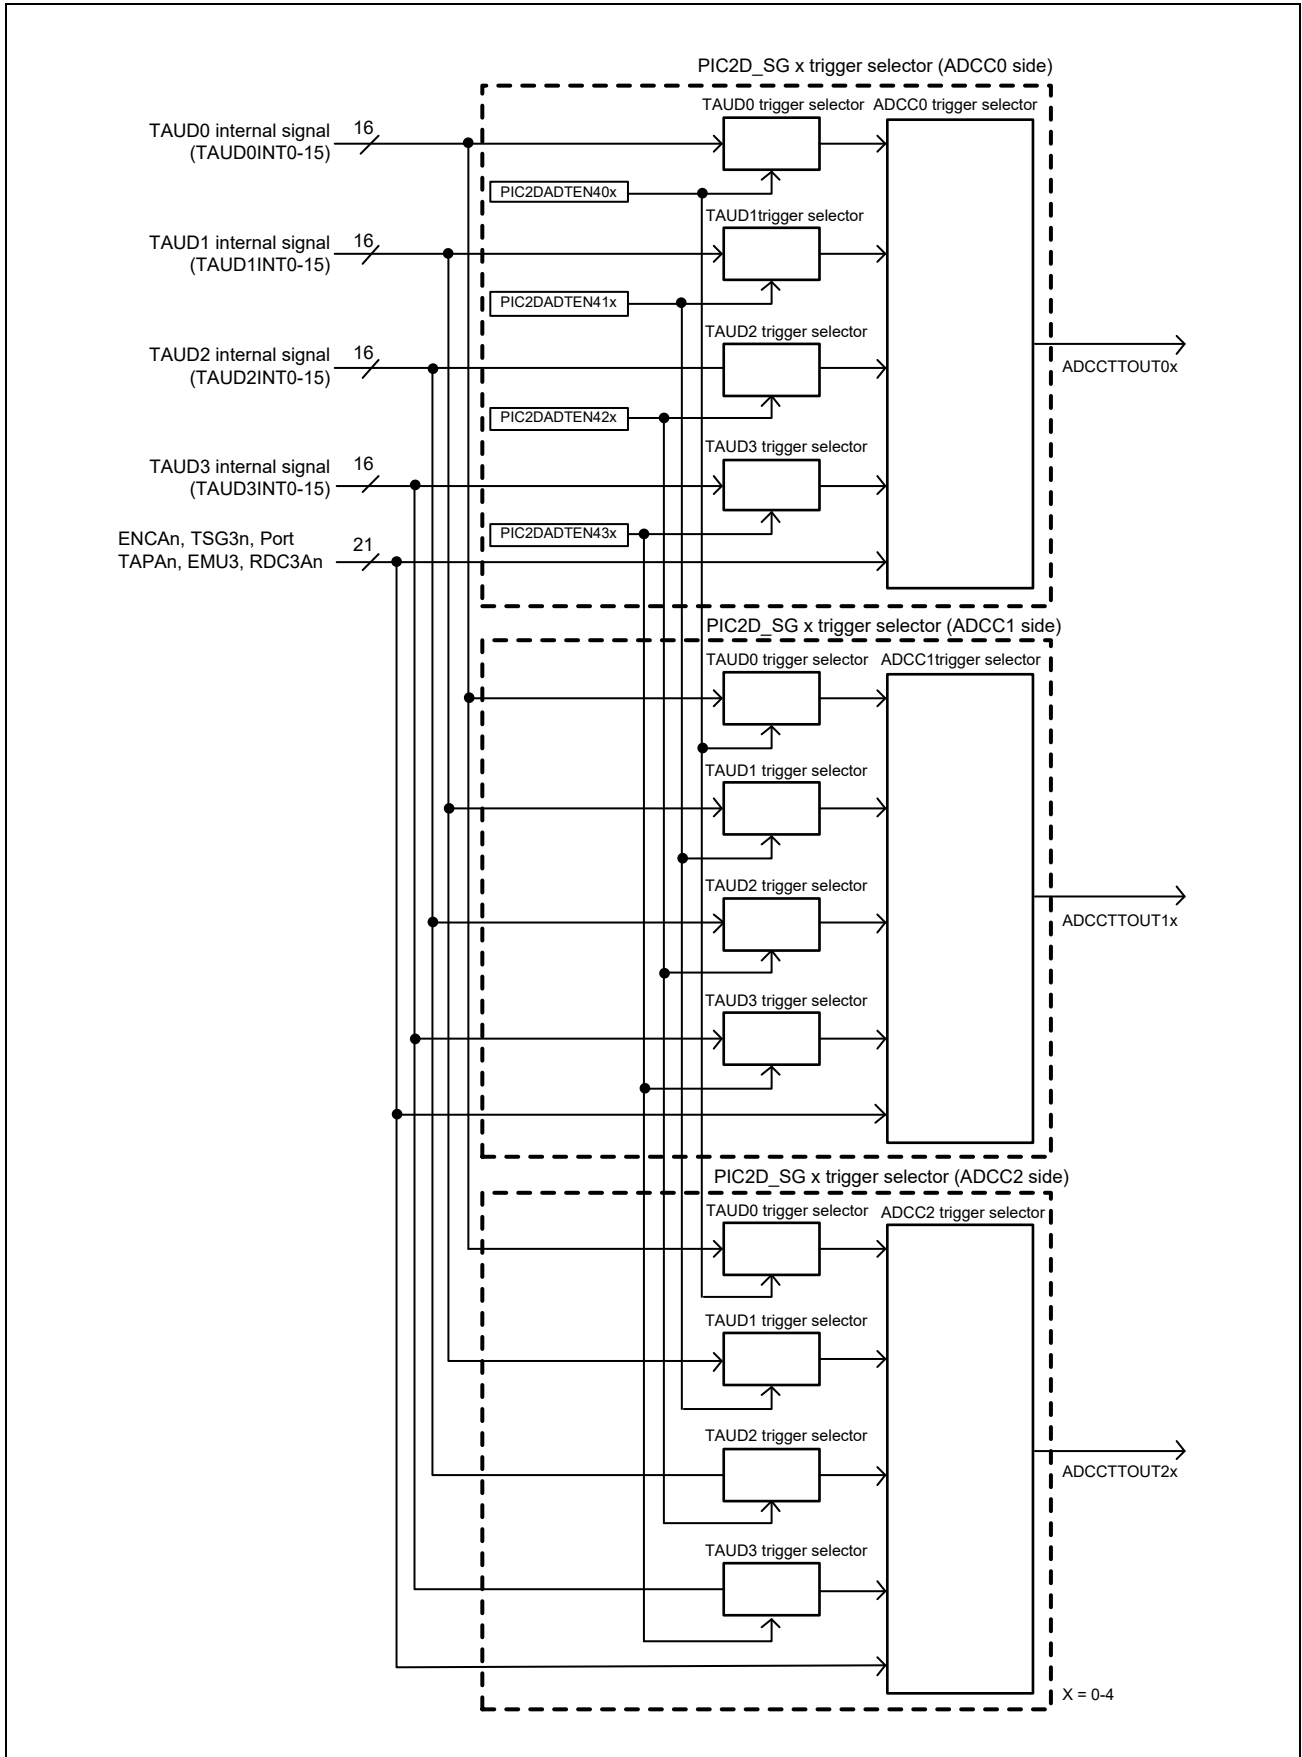 PIC2D_SG x trigger selector (ADCC0 side)
TAUD0 trigger selector
ADCC0 trigger selector
TAUD0 internal signal
(TAUD0INT0-15)
16
PIC2DADTEN40x
TAUD1trigger selector
TAUD1 internal signal
(TAUD1INT0-15)
16
PIC2DADTEN41x
TAUD2 trigger selector
TAUD2 internal signal
(TAUD2INT0-15)
16
ADCCTTOUT0x
PIC2DADTEN42x
TAUD3 trigger selector
TAUD3 internal signal
(TAUD3INT0-15)
16
PIC2DADTEN43x
ENCAn, TSG3n, Port
TAPAn, EMU3, RDC3An
21
PIC2D_SG x trigger selector (ADCC1 side)
TAUD0 trigger selector
ADCC1trigger selector
TAUD1 trigger selector
TAUD2 trigger selector
ADCCTTOUT1x
TAUD3 trigger selector
PIC2D_SG x trigger selector (ADCC2 side)
TAUD0 trigger selector
ADCC2 trigger selector
TAUD1 trigger selector
TAUD2 trigger selector
ADCCTTOUT2x
TAUD3 trigger selector
X = 0-4